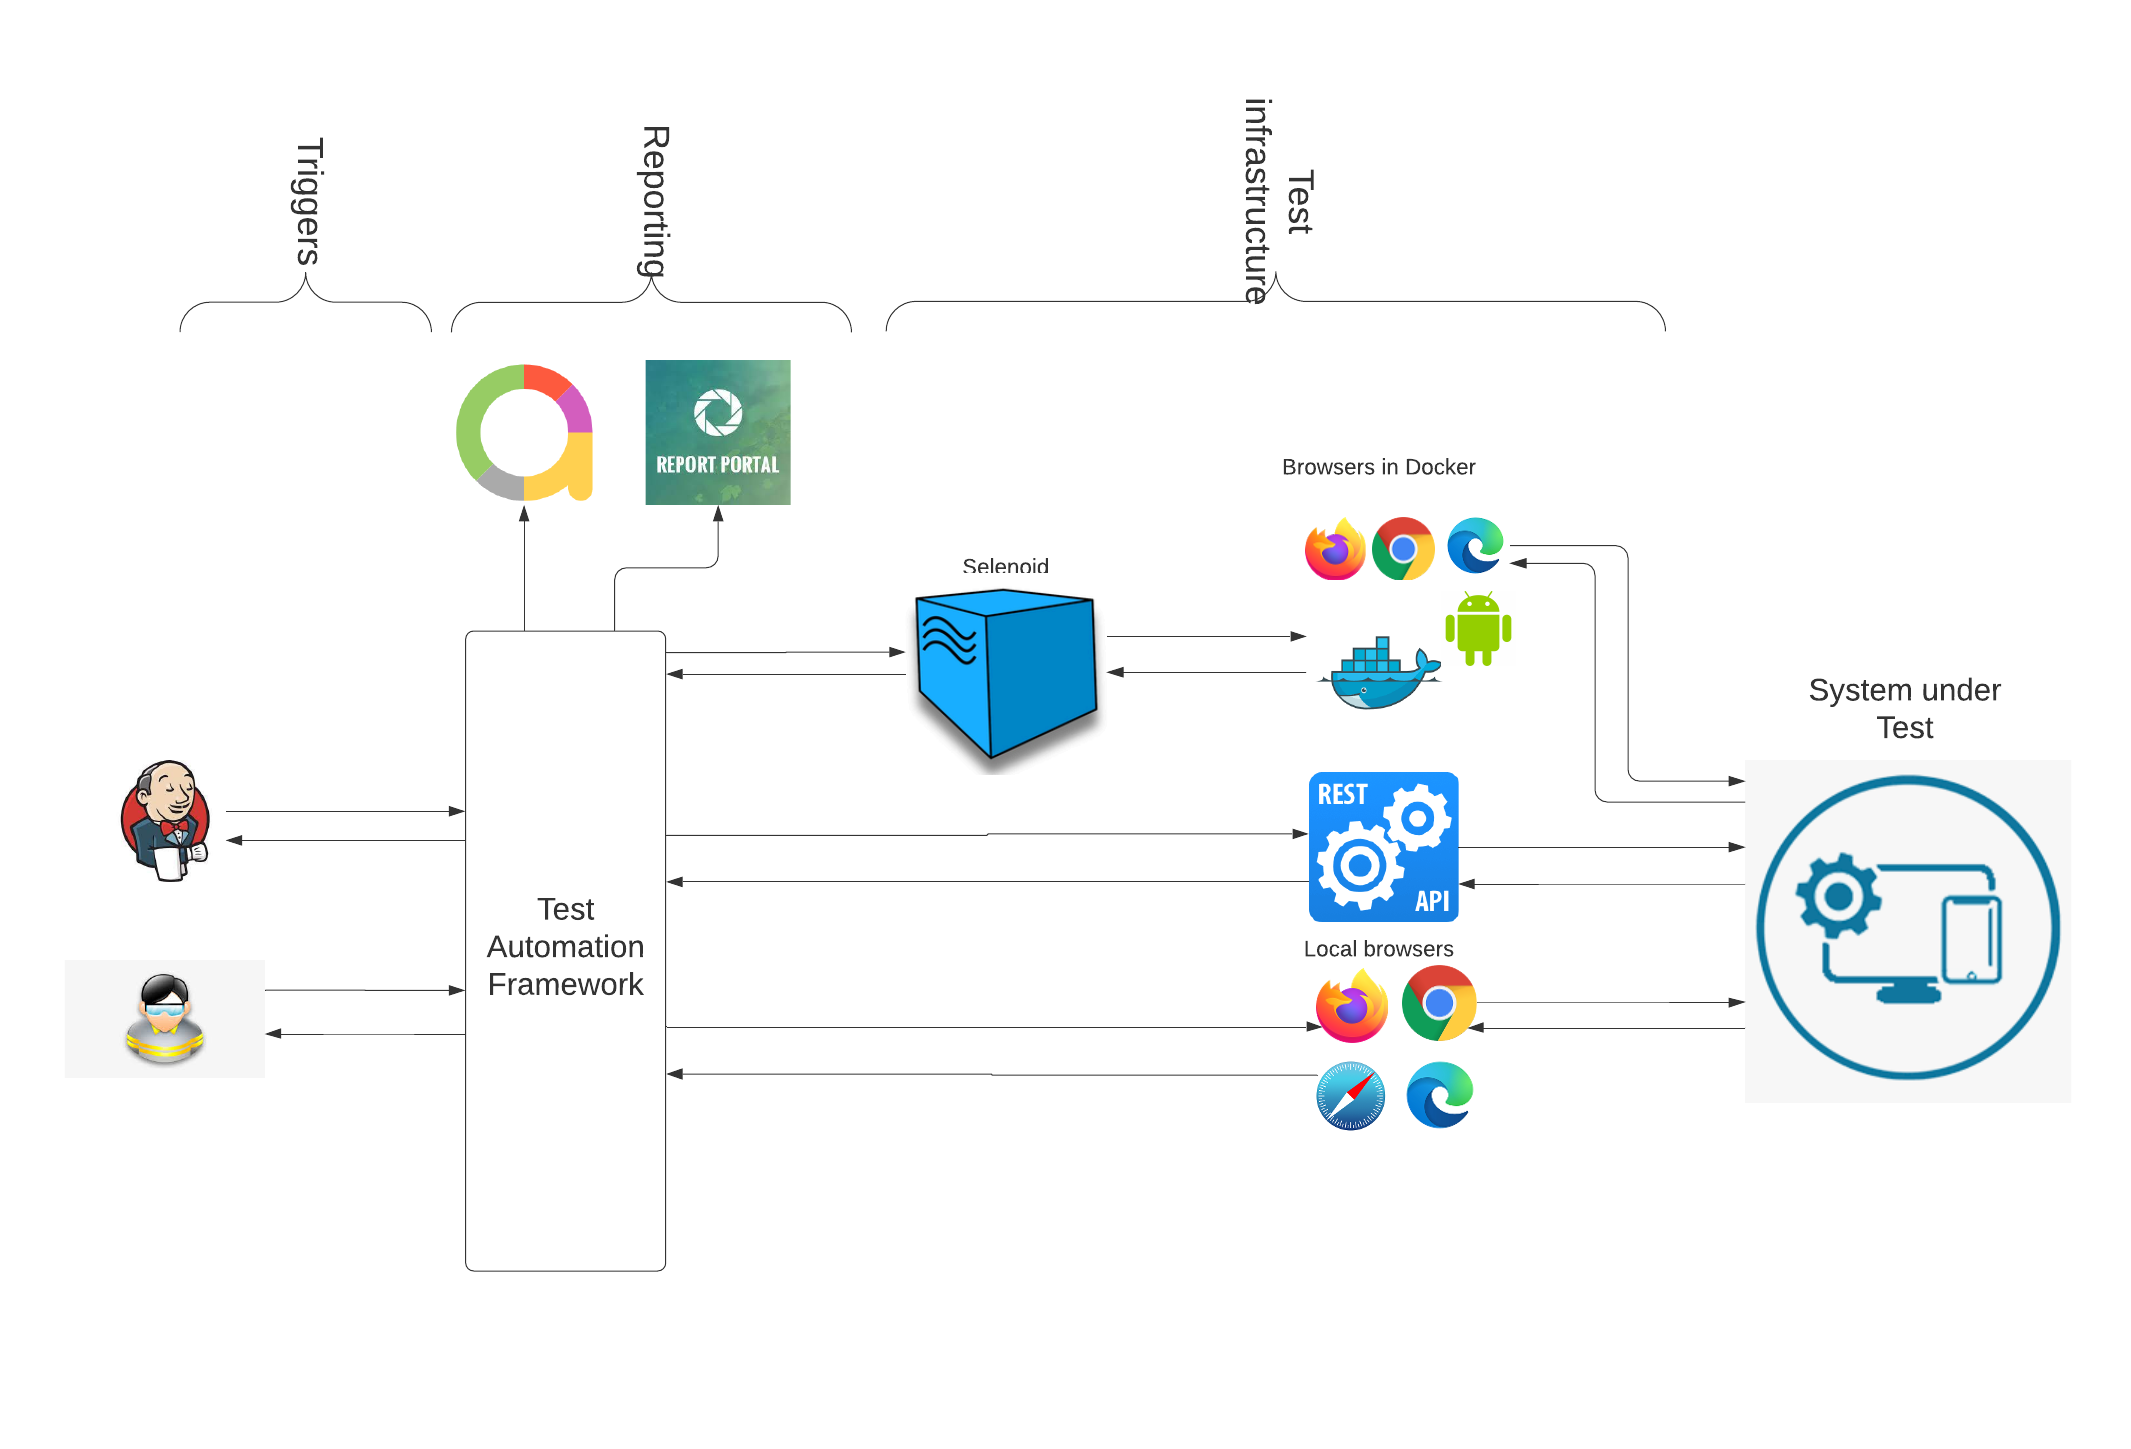 Triggers
Reporting
Test
infrastructure
REPORT PORTAL
Browsers in Docker
Selenoid
System under
Test
REST
API
Test
Automation
Framework
Local browsers